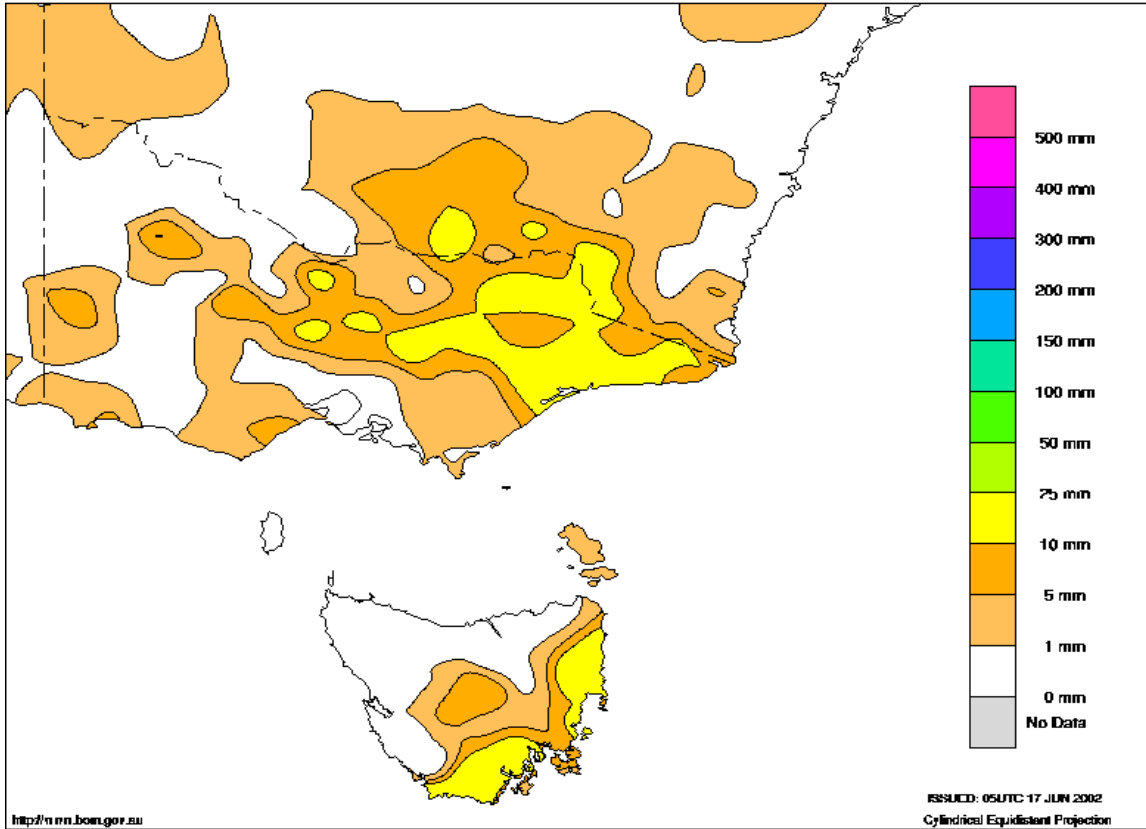 500 mm
400 mm
300 mm
200 mm
150 mm
100 mm
50 mm
25 mm
10 mm
5 mm
1 mm
0 mm
No Data
ISSUED: 05UTC 17 JUN 2002
http://www.bom.gov.au
Cylindrical Equidistant Projection